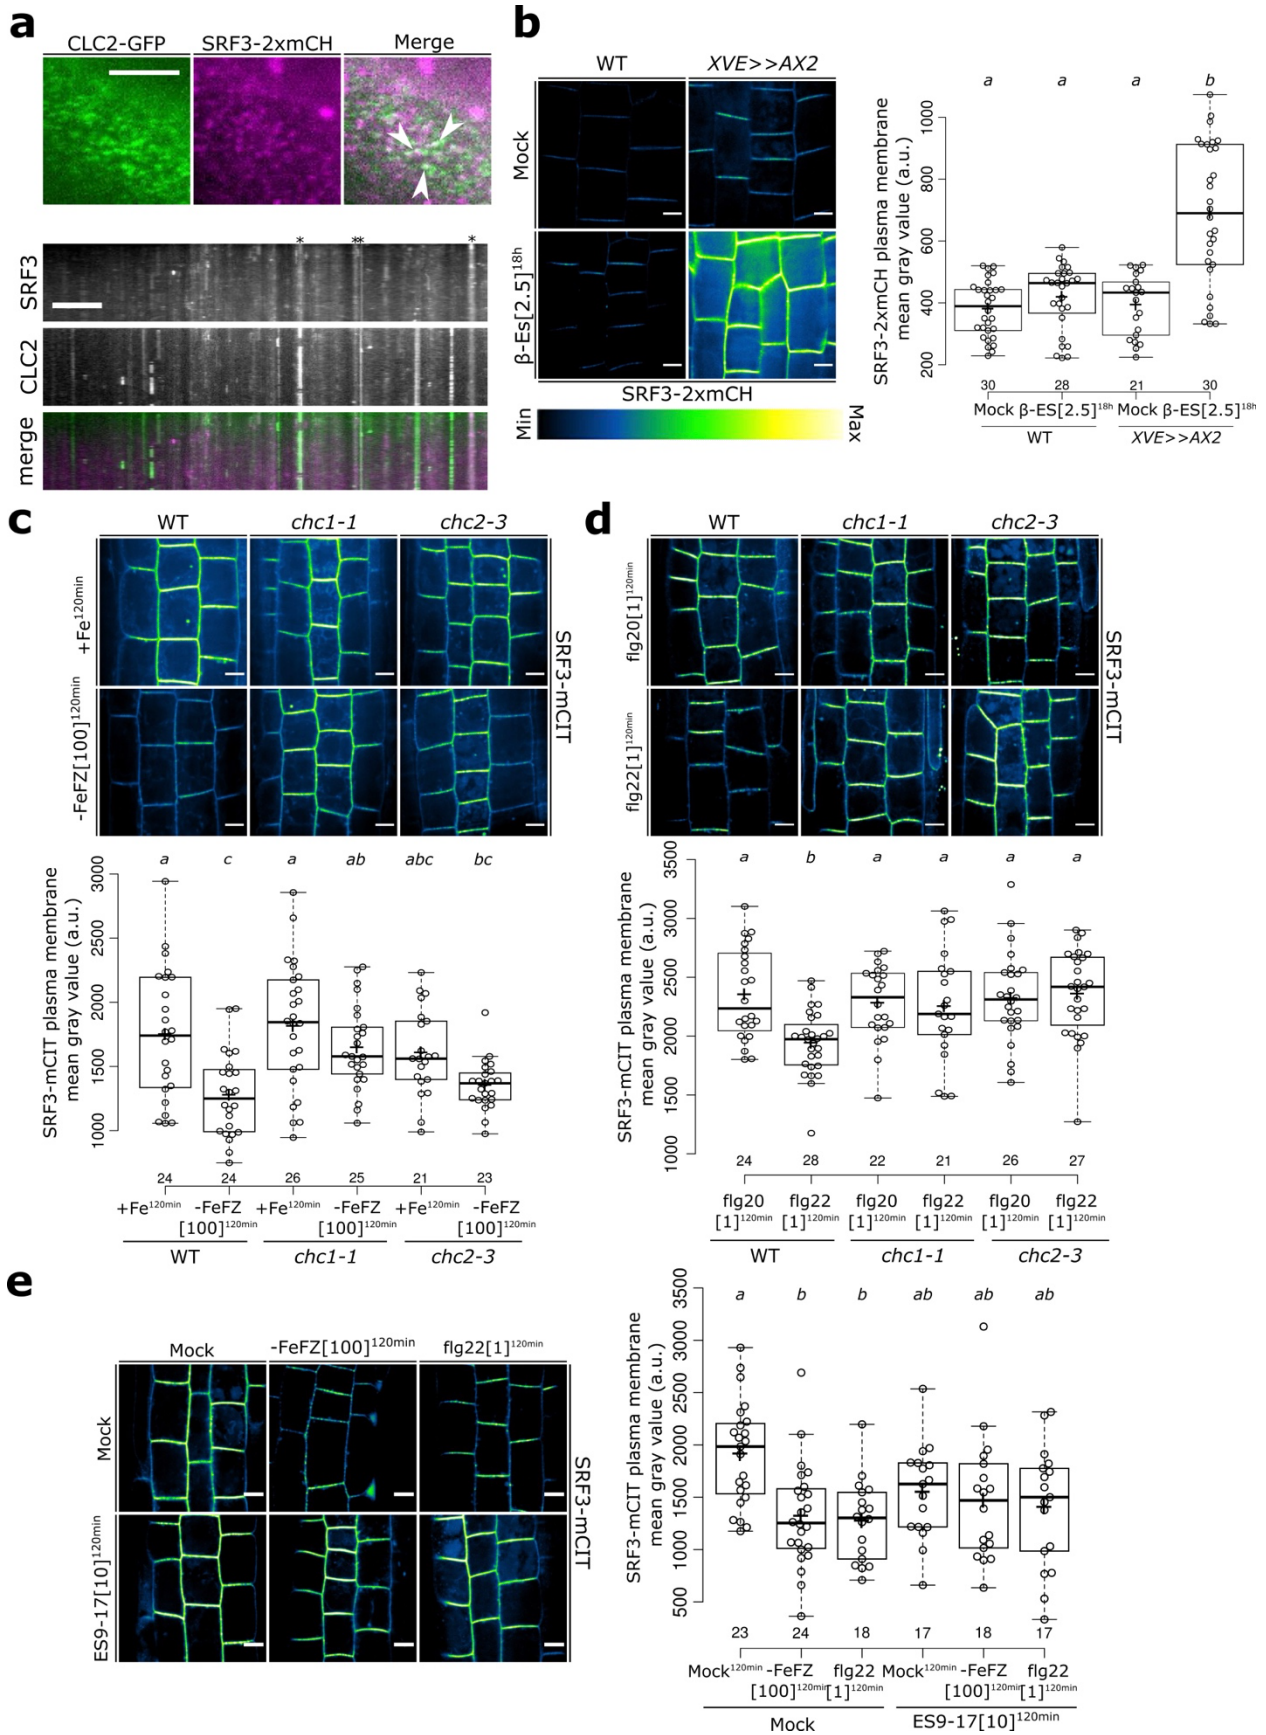 a
CLC2-GFP SRF3-2xmCH Merge
* ** *
SRF3
CLC2
merge
b
WT XVE>>AX2
Mock
β-Es[2.5]18h
SRF3-2xmCH
Min Max
SRF3-2xmCH plasma membrane
mean gray value (a.u.)
a a a b
1000
800
600
400
200
30 28 21 30
Mock β-ES[2.5]18h Mock β-ES[2.5]18h
WT XVE>>AX2
c
WT chc1-1 chc2-3
+Fe120min
-FeFZ[100]120min
SRF3-mCIT
SRF3-mCIT plasma membrane
mean gray value (a.u.)
a c a ab abc bc
3000
2500
2000
1500
1000
24 24 26 25 21 23
+Fe120min -FeFZ +Fe120min -FeFZ +Fe120min -FeFZ
[100]120min [100]120min [100]120min
WT chc1-1 chc2-3
d
WT chc1-1 chc2-3
flg20[1]120min
flg22[1]120min
SRF3-mCIT
SRF3-mCIT plasma membrane
mean gray value (a.u.)
a b a a a a
3500
3000
2500
2000
1500
1000
24 28 22 21 26 27
flg20 flg22 flg20 flg22 flg20 flg22
[1]120min [1]120min [1]120min [1]120min [1]120min [1]120min
WT chc1-1 chc2-3
e
Mock -FeFZ[100]120min flg22[1]120min
Mock
ES9-17[10]120min
SRF3-mCIT
SRF3-mCIT plasma membrane
mean gray value (a.u.)
a b b ab ab ab
3500
3000
2500
2000
1500
1000
500
23 24 18 17 18 17
Mock120min -FeFZ flg22 Mock120min -FeFZ flg22
[100]120min [1]120min [100]120min [1]120min
Mock ES9-17[10]120min